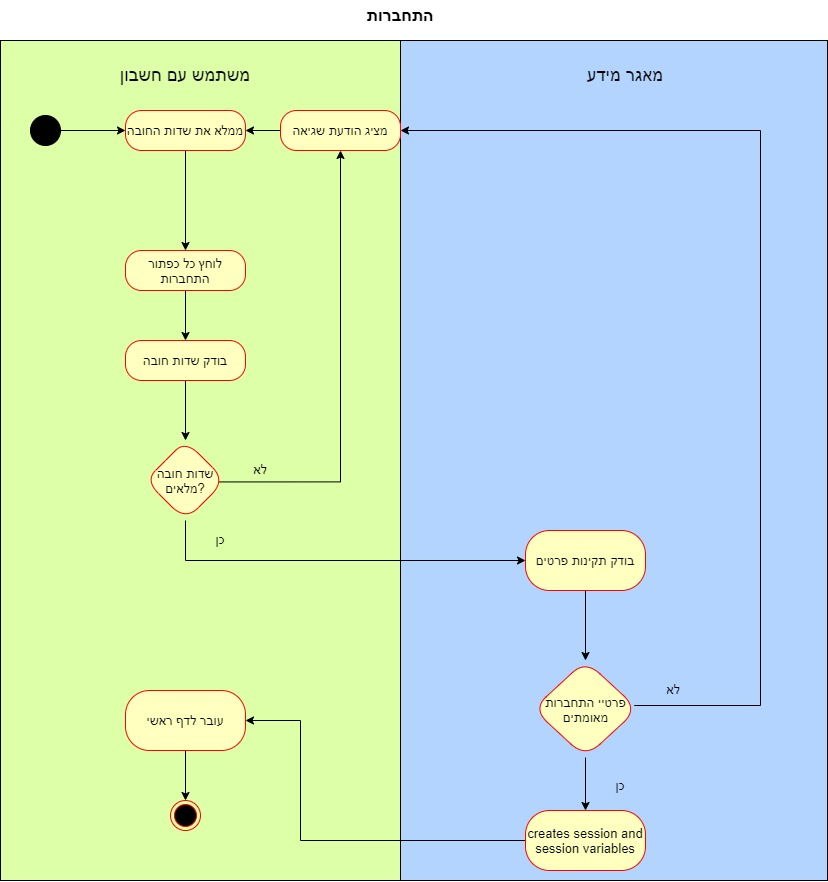 התחברות
משתמש עם חשבון
מאגר מידע
ממלא את שדות החובה
מציג הודעת שגיאה
לוחץ כל כפתור
התחברות
בודק שדות חובה
שדות חובה
מלאים?
לא
כן
בודק תקינות פרטים
פרטיי התחברות
מאומתים
לא
כן
creates session and
session variables
עובר לדף ראשי